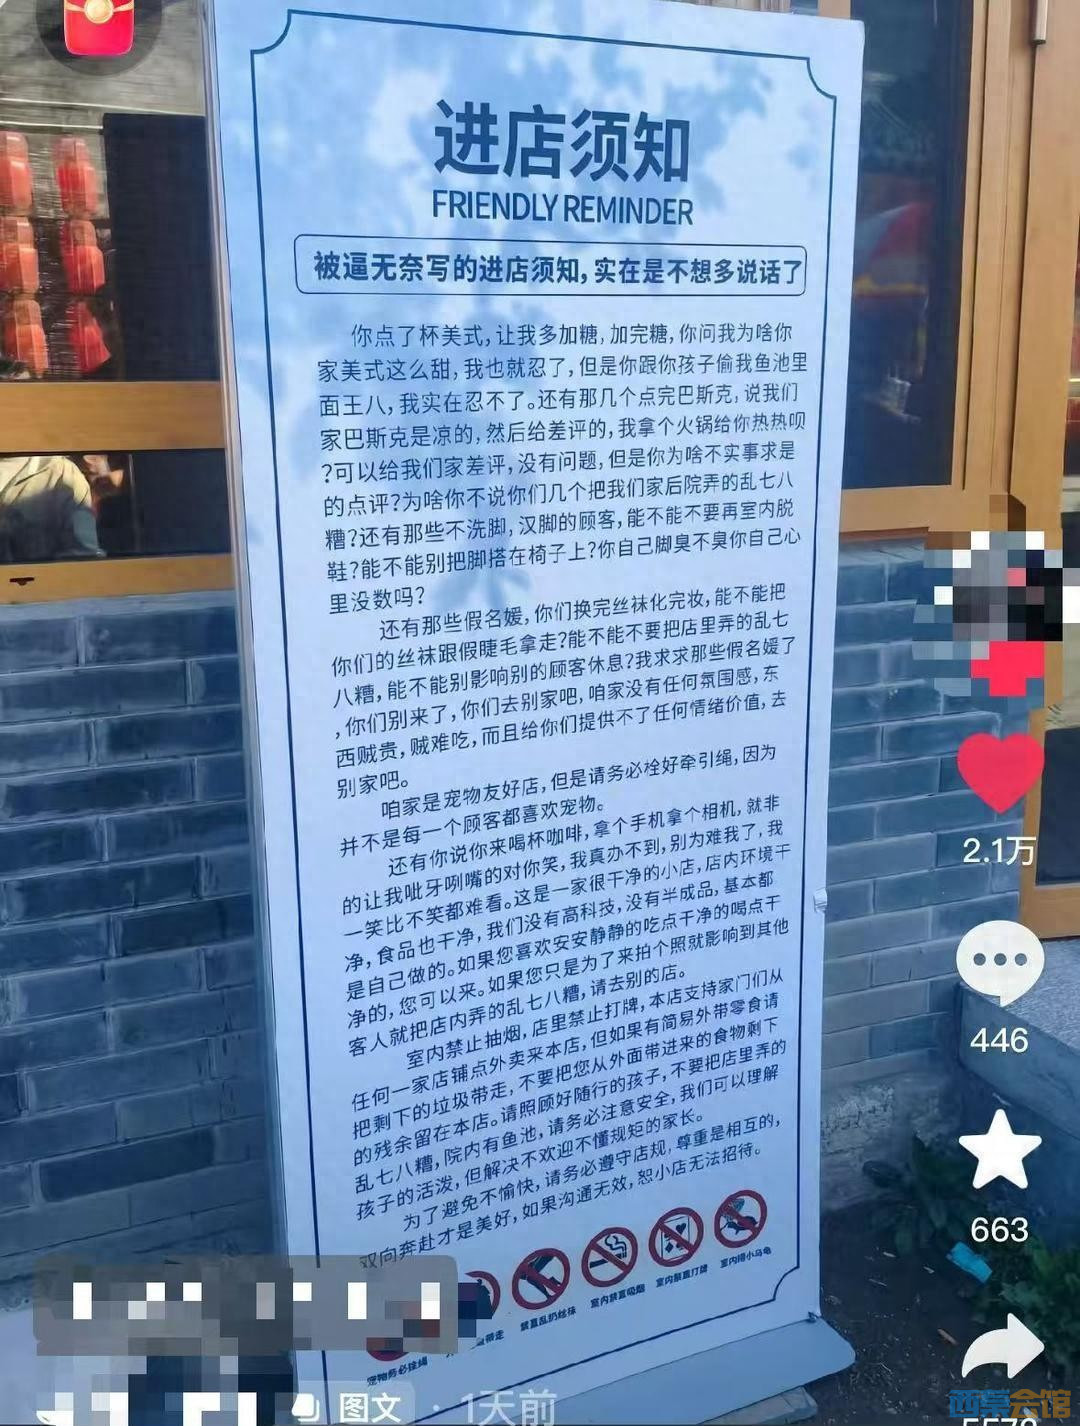 进店须知
FRIENDLY REMINDER
被逼无奈写的进店须知,实在是不想多说话了
你点了杯美式,让我多加糖,加完糖,你问我为啥你
家美式这么甜,我也就忍了,但是你跟你孩子偷我鱼池里
面王八,我实在忍不了。还有那几个点完巴斯克,说我们
家巴斯克是凉的,然后给差评的,我拿个火锅给你热热呗
?可以给我们家差评,没有问题,但是你为啥不实事求是
的点评?为啥你不说你们几个把我们家后院弄的乱七八
糟?还有那些不洗脚,汉脚的顾客,能不能不要再室内脱
鞋?能不能别把脚搭在椅子上?你自己脚臭不臭你自己心
里没数吗?
还有那些假名媛,你们换完丝袜化完妆,能不能把
你们的丝袜跟假睫毛拿走?能不能不要把店里弄的乱七
八糟,能不能别影响别的顾客休息?我求求那些假名媛了
,你们别来了,你们去别家吧,咱家没有任何氛围感,东
西贼贵,贼难吃,而且给你们提供不了任何情绪价值,去
别家吧。
咱家是宠物友好店,但是请务必栓好牵引绳,因为
并不是每一个顾客都喜欢宠物。
还有你说你来喝杯咖啡,拿个手机拿个相机,就非
的让我呲牙咧嘴的对你笑,我真办不到,别为难我了,我
一笑比不笑都难看。这是一家很干净的小店,店内环境干
净,食品也干净,我们没有高科技,没有半成品,基本都
是自己做的。如果您喜欢安安静静的吃点干净的喝点干
净的,您可以来。如果您只是为了来拍个照就影响到其他
客人就把店内弄的乱七八糟,请去别的店。
室内禁止抽烟,店里禁止打牌,本店支持家门们从
任何一家店铺点外卖来本店,但如果有简易外带零食请
把剩下的垃圾带走,不要把您从外面带进来的食物剩下
的残余留在本店。请照顾好随行的孩子,不要把店里弄的
乱七八糟,院内有鱼池,请务必注意安全,我们可以理解
孩子的活泼,但解决不欢迎不懂规矩的家长。
为了避免不愉快,请务必遵守店规,尊重是相互的,
双向奔赴才是美好,如果沟通无效,恕小店无法招待。
宠物务必拴绳
带走
禁止乱扔丝袜
室内禁止吸烟
室内禁止打牌
2.1万
446
663
图文 · 1天前
西蒙会馆